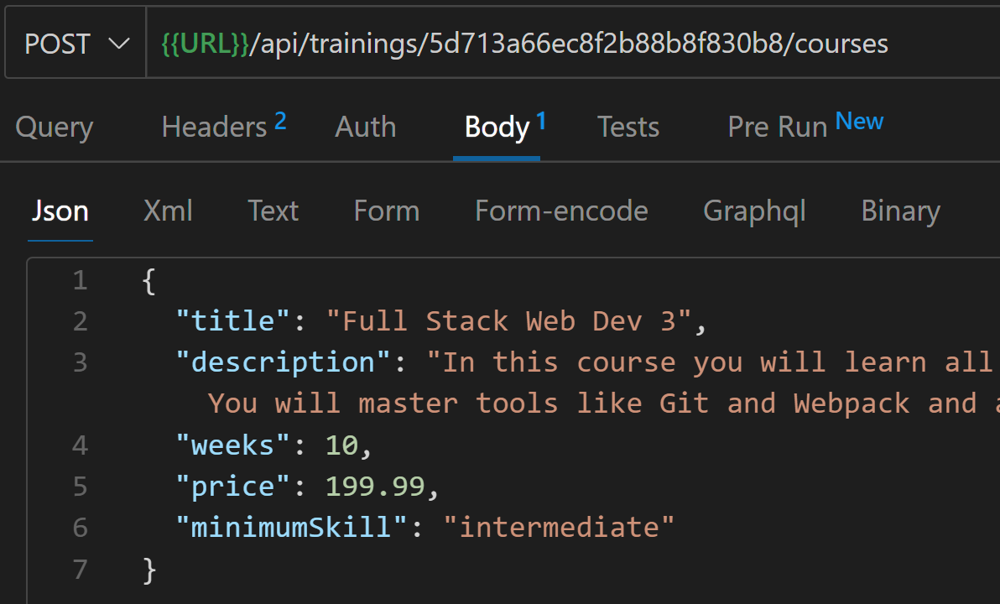 POST {{URL}}/api/trainings/5d713a66ec8f2b88b8f830b8/courses
Query Headers 2 Auth Body 1 Tests Pre Run New
Json Xml Text Form Form-encode Graphql Binary
1 {
2 "title": "Full Stack Web Dev 3",
3 "description": "In this course you will learn all
You will master tools like Git and Webpack and
4 "weeks": 10,
5 "price": 199.99,
6 "minimumSkill": "intermediate"
7 }